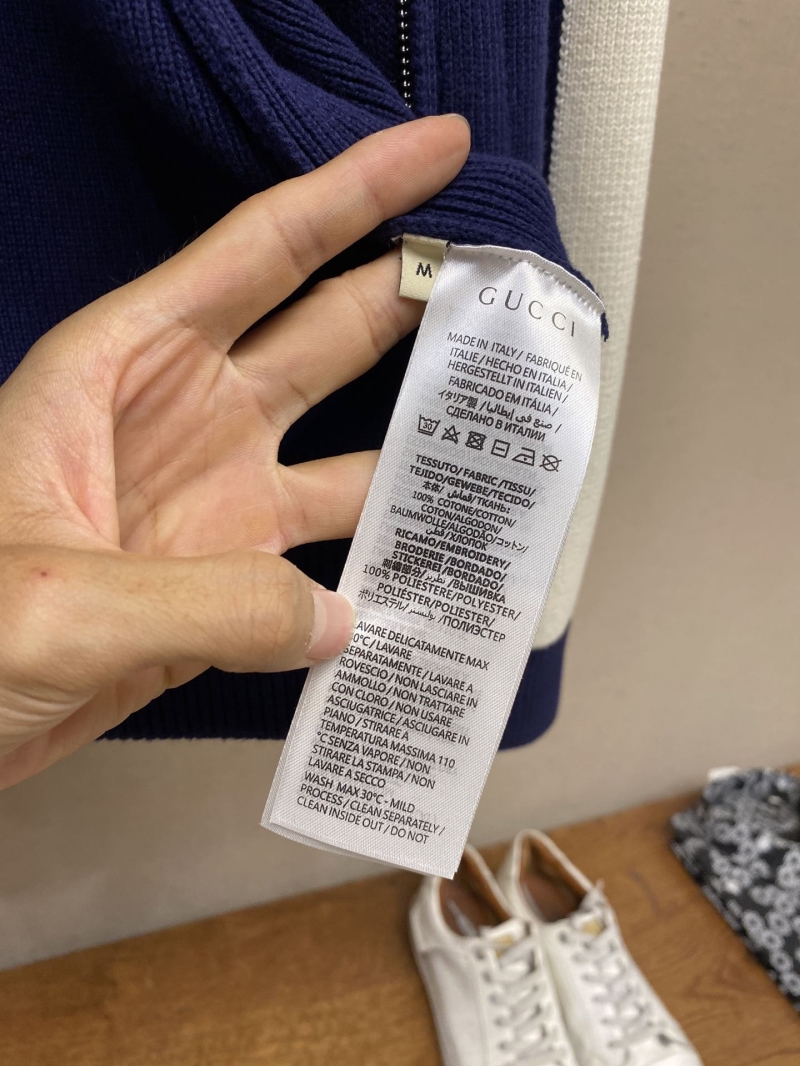 M
GUCCI
MADE IN ITALY / FABRIQUÉ EN
ITALIE / HECHO EN ITALIA /
HERGESTELLT IN ITALIEN /
FABRICADO EM ITÁLIA /
イタリア製 / صنع في إيطاليا /
СДЕЛАНО В ИТАЛИИ
30
TESSUTO/ FABRIC /TISSU/
TEJIDO/GEWEBE/TECIDO/
本体/ قماش /ТКАНЬ:
100% COTONE/COTTON/
COTON/ALGODON/
BAUMWOLLE/ALGODÃO/コットン/
قطن /ХЛОПОК
RICAMO/EMBROIDERY/
BRODERIE /BORDADO/
STICKEREI /BORDADO/
刺繍部分/ تطريز /ВЫШИВКА
100% POLIESTERE/POLYESTER/
POLIÉSTER/POLIESTER/
ポリエステル/ بوليستر /ПОЛИЭСТЕР
LAVARE DELICATAMENTE MAX
0°C/ LAVARE
SEPARATAMENTE / LAVARE A
ROVESCIO / NON LASCIARE IN
AMMOLLO / NON TRATTARE
CON CLORO / NON USARE
ASCIUGATRICE / ASCIUGARE IN
PIANO / STIRARE A
TEMPERATURA MASSIMA 110
°C SENZA VAPORE / NON
STIRARE LA STAMPA / NON
LAVARE A SECCO
WASH MAX 30°C - MILD
PROCESS / CLEAN SEPARATELY /
CLEAN INSIDE OUT / DO NOT